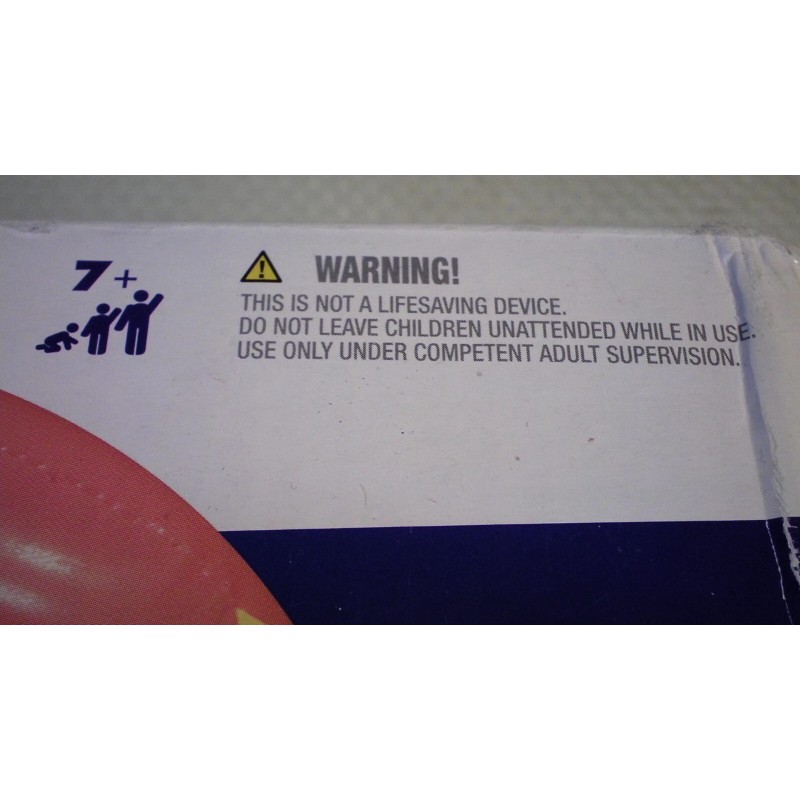 7+
WARNING!
THIS IS NOT A LIFESAVING DEVICE.
DO NOT LEAVE CHILDREN UNATTENDED WHILE IN USE.
USE ONLY UNDER COMPETENT ADULT SUPERVISION.